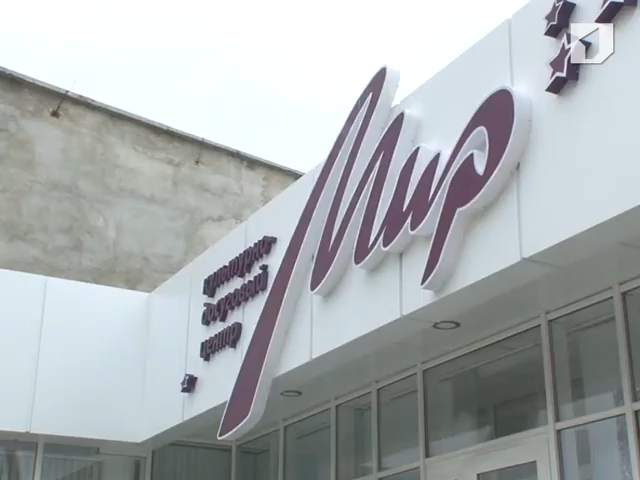 культурно-
досуговый
центр
Мир